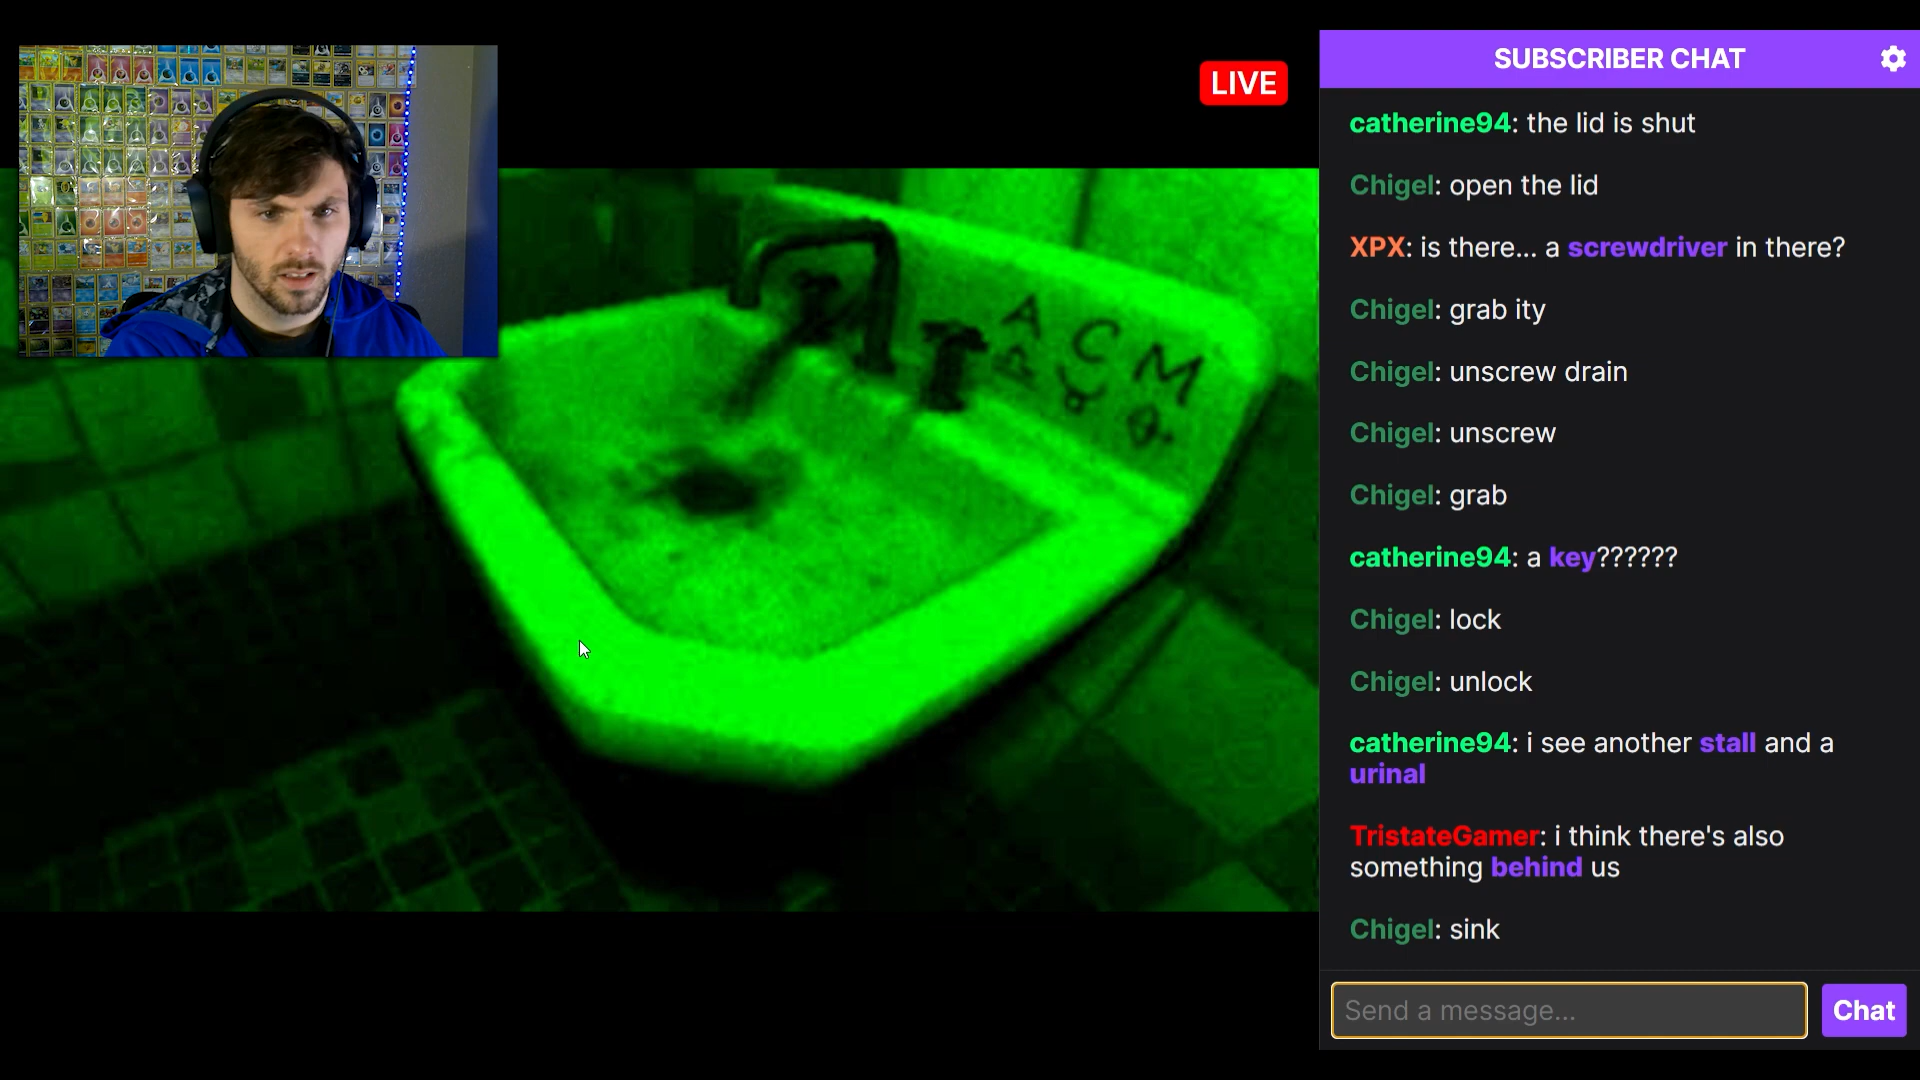 LIVE
A C M
SUBSCRIBER CHAT
catherine94: the lid is shut
Chigel: open the lid
XPX: is there... a screwdriver in there?
Chigel: grab ity
Chigel: unscrew drain
Chigel: unscrew
Chigel: grab
catherine94: a key??????
Chigel: lock
Chigel: unlock
catherine94: i see another stall and a
urinal
TristateGamer: i think there's also
something behind us
Chigel: sink
Send a message...
Chat